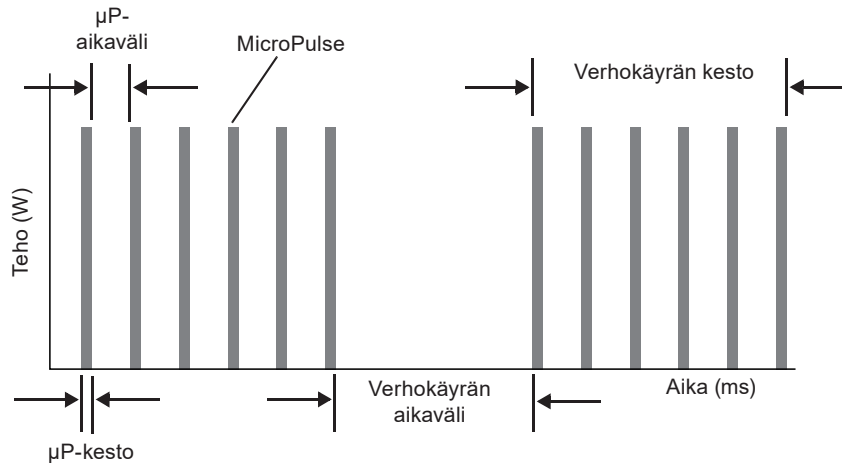 µP-
aikaväli
MicroPulse
Verhokäyrän kesto
Teho (W)
Verhokäyrän
aikaväli
Aika (ms)
µP-kesto